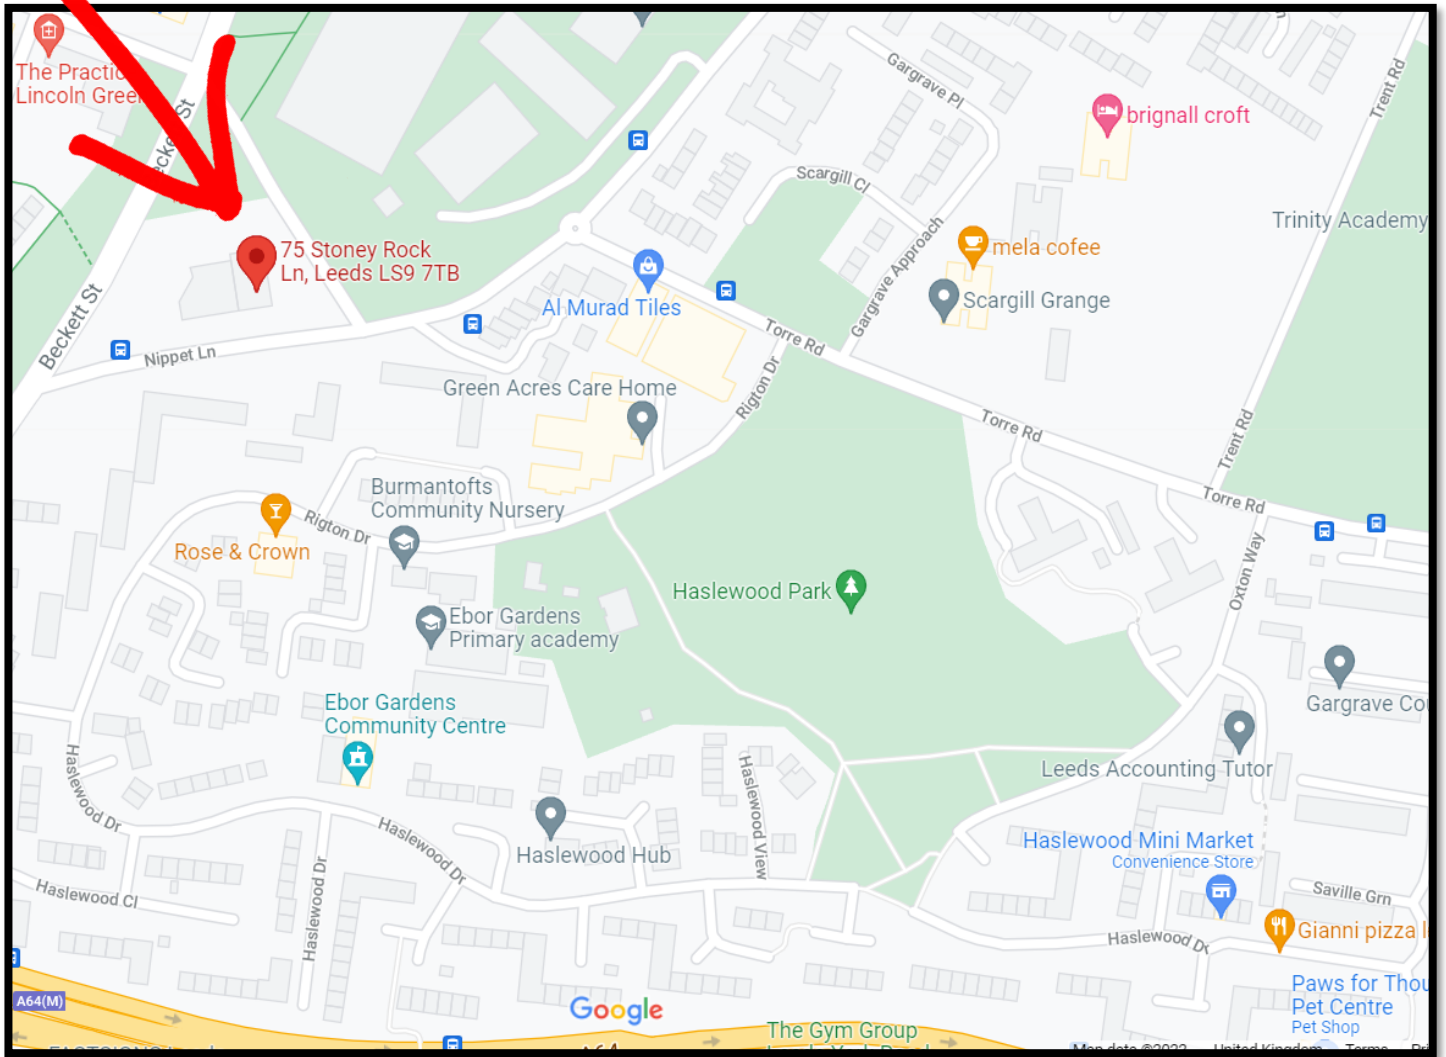 The Practic
Lincoln Gree
Beckett St
75 Stoney Rock
Ln, Leeds LS9 7TB
Beckett St
Nippet Ln
Gargrave Pl
brignall croft
Trent Rd
Scargill Cl
Trinity Academy
Gargrave Approach
mela cofee
Scargill Grange
Al Murad Tiles
Torre Rd
Green Acres Care Home
Rigton Dr
Torre Rd
Trent Rd
Burmantofts
Community Nursery
Torre Rd
Rigton Dr
Rose & Crown
Haslewood Park
Oxton Way
Ebor Gardens
Primary academy
Ebor Gardens
Community Centre
Gargrave Co
Haslewood Dr
Haslewood View
Leeds Accounting Tutor
Haslewood Dr
Haslewood Hub
Haslewood Mini Market
Convenience Store
Haslewood Cl
Haslewood Dr
Saville Grn
Haslewood Dr
Gianni pizza
A64(M)
Google
Paws for Thou
Pet Centre
Pet Shop
The Gym Group
A64